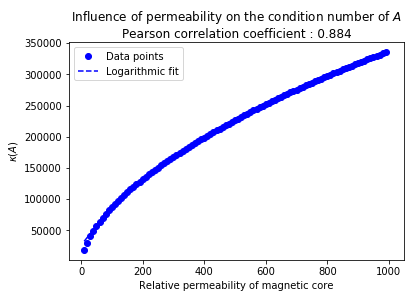 Influence of permeability on the condition number of A
Pearson correlation coefficient : 0.884
350000
300000
250000
200000
150000
100000
50000
κ(A)
Data points
Logarithmic fit
0 200 400 600 800 1000
Relative permeability of magnetic core